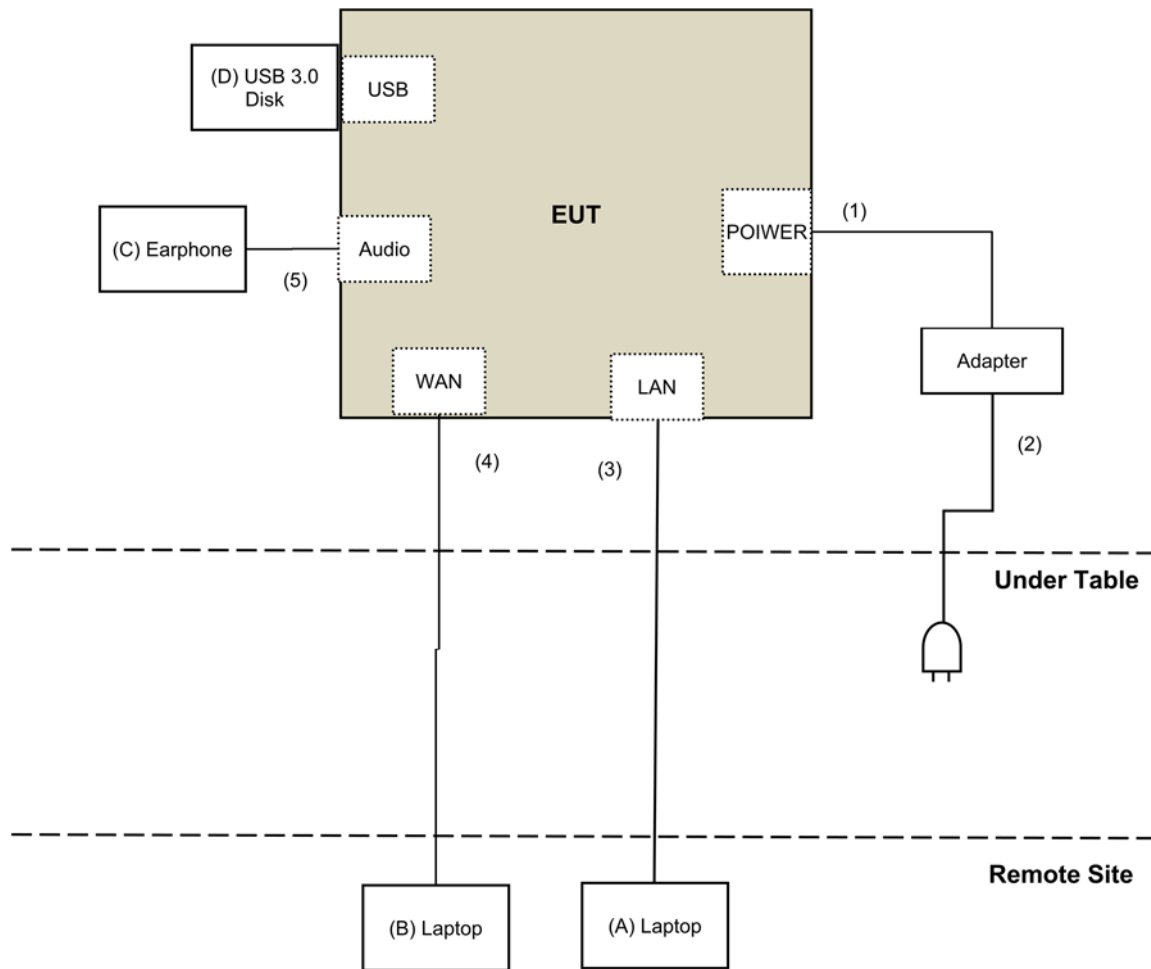 (D) USB 3.0
Disk
USB
EUT
(1)
POIWER
(C) Earphone
Audio
(5)
Adapter
WAN
LAN
(2)
(4)
(3)
Under Table
Remote Site
(B) Laptop
(A) Laptop